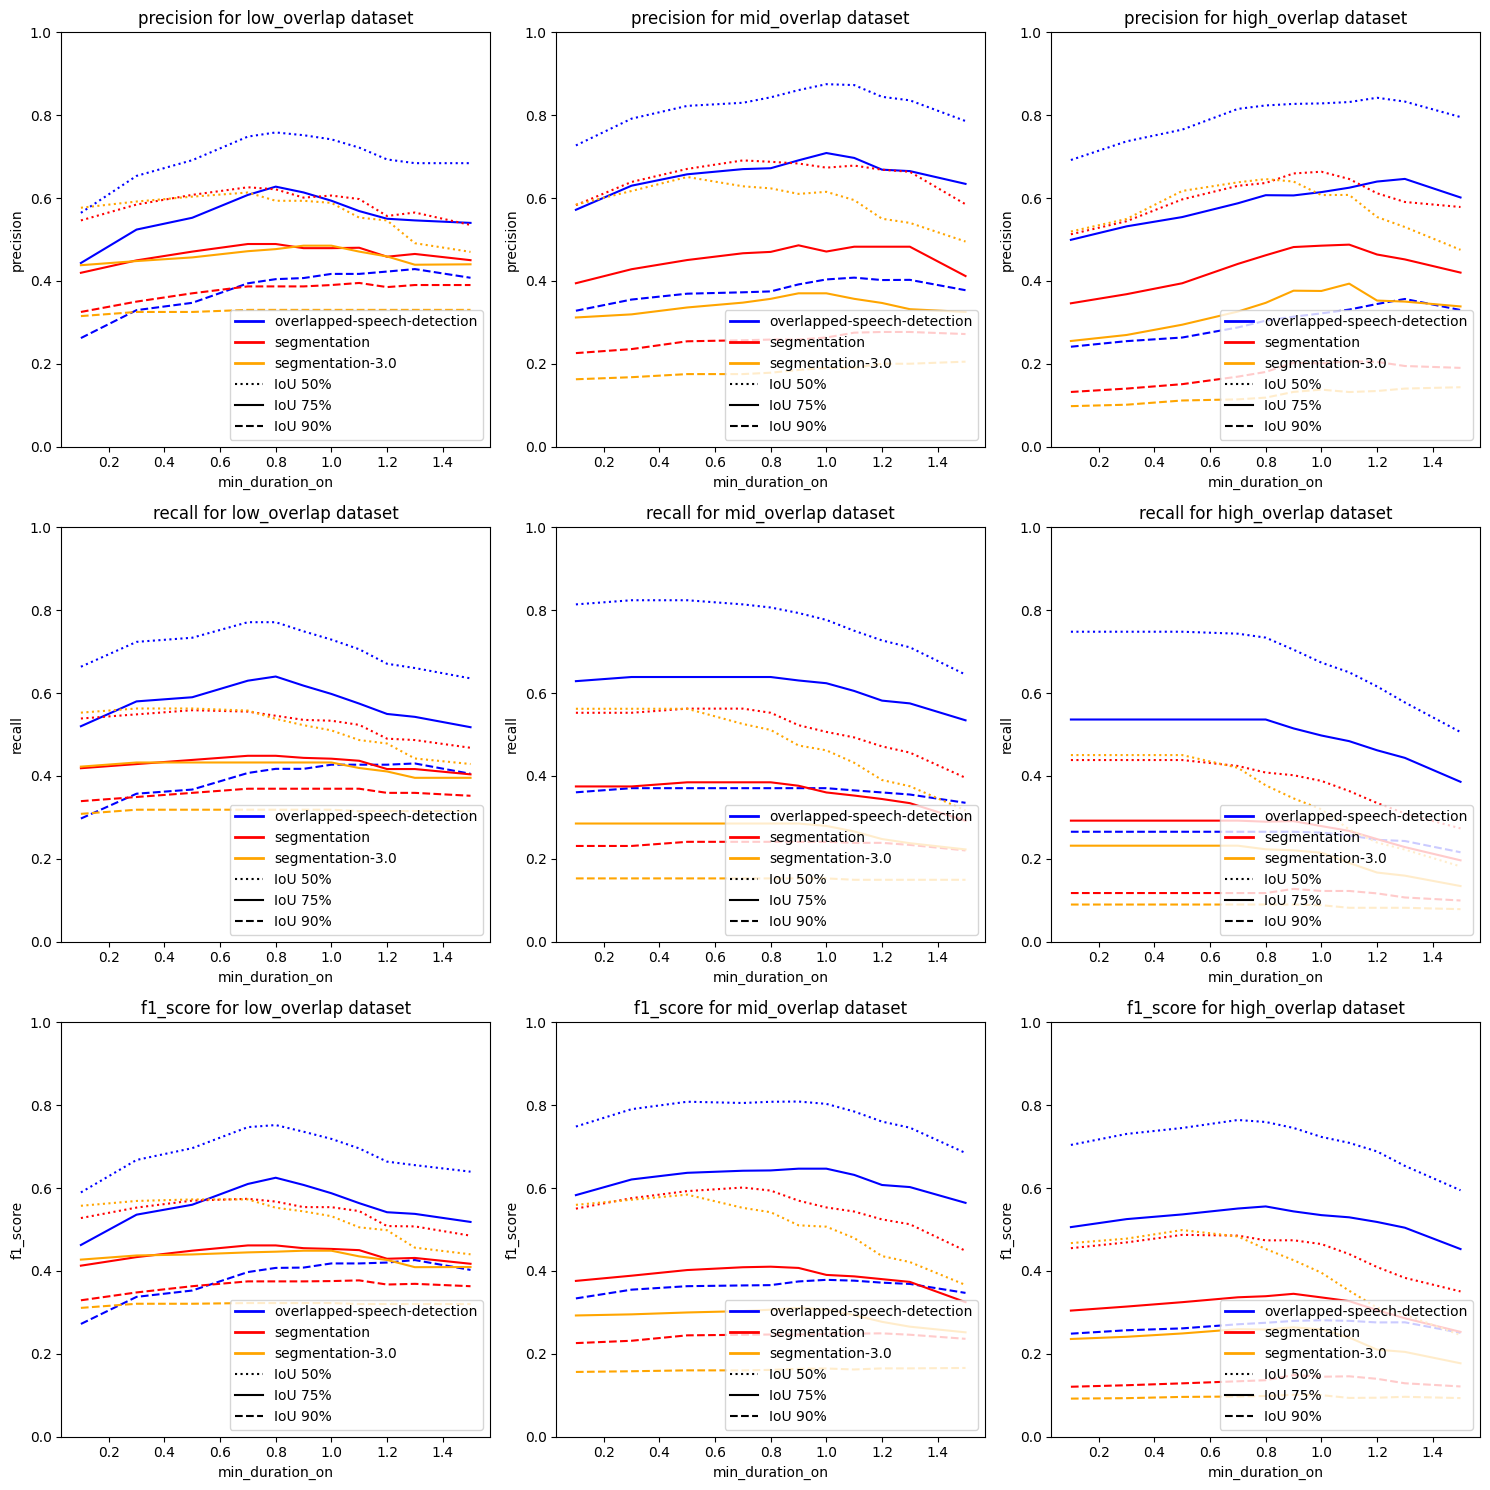 precision for low_overlap dataset
1.0
0.8
0.6
0.4
0.2
0.0
precision
overlapped-speech-detection
segmentation
segmentation-3.0
IoU 50%
IoU 75%
IoU 90%
0.2 0.4 0.6 0.8 1.0 1.2 1.4
min_duration_on
precision for mid_overlap dataset
1.0
0.8
0.6
0.4
0.2
0.0
precision
overlapped-speech-detection
segmentation
segmentation-3.0
IoU 50%
IoU 75%
IoU 90%
0.2 0.4 0.6 0.8 1.0 1.2 1.4
min_duration_on
precision for high_overlap dataset
1.0
0.8
0.6
0.4
0.2
0.0
precision
overlapped-speech-detection
segmentation
segmentation-3.0
IoU 50%
IoU 75%
IoU 90%
0.2 0.4 0.6 0.8 1.0 1.2 1.4
min_duration_on
recall for low_overlap dataset
1.0
0.8
0.6
0.4
0.2
0.0
recall
overlapped-speech-detection
segmentation
segmentation-3.0
IoU 50%
IoU 75%
IoU 90%
0.2 0.4 0.6 0.8 1.0 1.2 1.4
min_duration_on
recall for mid_overlap dataset
1.0
0.8
0.6
0.4
0.2
0.0
recall
overlapped-speech-detection
segmentation
segmentation-3.0
IoU 50%
IoU 75%
IoU 90%
0.2 0.4 0.6 0.8 1.0 1.2 1.4
min_duration_on
recall for high_overlap dataset
1.0
0.8
0.6
0.4
0.2
0.0
recall
overlapped-speech-detection
segmentation
segmentation-3.0
IoU 50%
IoU 75%
IoU 90%
0.2 0.4 0.6 0.8 1.0 1.2 1.4
min_duration_on
f1_score for low_overlap dataset
1.0
0.8
0.6
0.4
0.2
0.0
f1_score
overlapped-speech-detection
segmentation
segmentation-3.0
IoU 50%
IoU 75%
IoU 90%
0.2 0.4 0.6 0.8 1.0 1.2 1.4
min_duration_on
f1_score for mid_overlap dataset
1.0
0.8
0.6
0.4
0.2
0.0
f1_score
overlapped-speech-detection
segmentation
segmentation-3.0
IoU 50%
IoU 75%
IoU 90%
0.2 0.4 0.6 0.8 1.0 1.2 1.4
min_duration_on
f1_score for high_overlap dataset
1.0
0.8
0.6
0.4
0.2
0.0
f1_score
overlapped-speech-detection
segmentation
segmentation-3.0
IoU 50%
IoU 75%
IoU 90%
0.2 0.4 0.6 0.8 1.0 1.2 1.4
min_duration_on